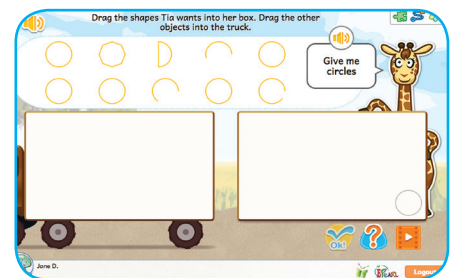 Drag the shapes Tia wants into her box. Drag the other
objects into the truck.
Give me
circles
Ok!
?
Jane D.
Logout